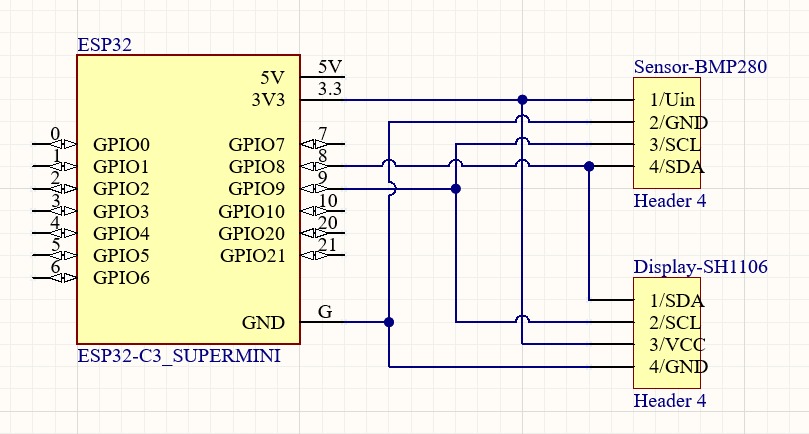 ESP32
5V 5V
3V3 3.3
0 GPIO0 GPIO7 7
1 GPIO1 GPIO8 8
2 GPIO2 GPIO9 9
3 GPIO3 GPIO10 10
4 GPIO4 GPIO20 20
5 GPIO5 GPIO21 21
6 GPIO6
GND G
ESP32-C3_SUPERMINI
Sensor-BMP280
1/Uin
2/GND
3/SCL
4/SDA
Header 4
Display-SH1106
1/SDA
2/SCL
3/VCC
4/GND
Header 4